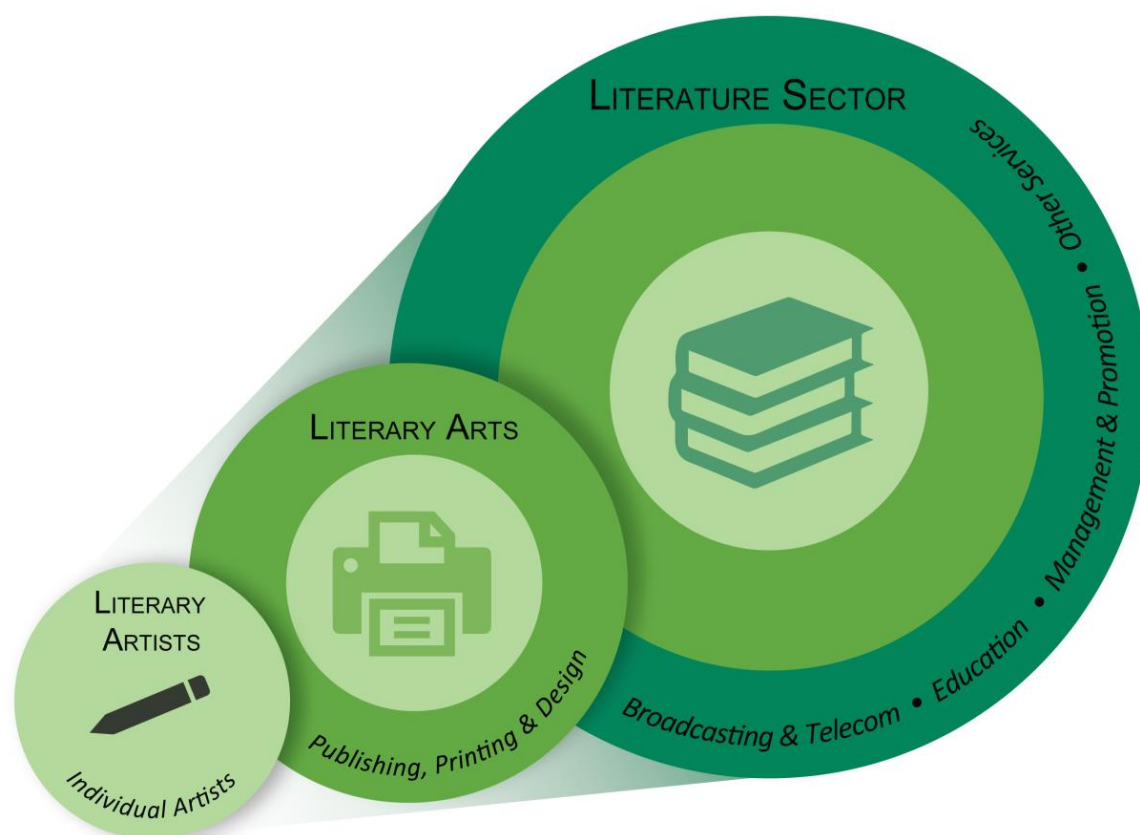 LITERATURE SECTOR
Broadcasting & Telecom • Education • Management & Promotion • Other Services
LITERARY ARTS
Publishing, Printing & Design
LITERARY
ARTISTS
Individual Artists